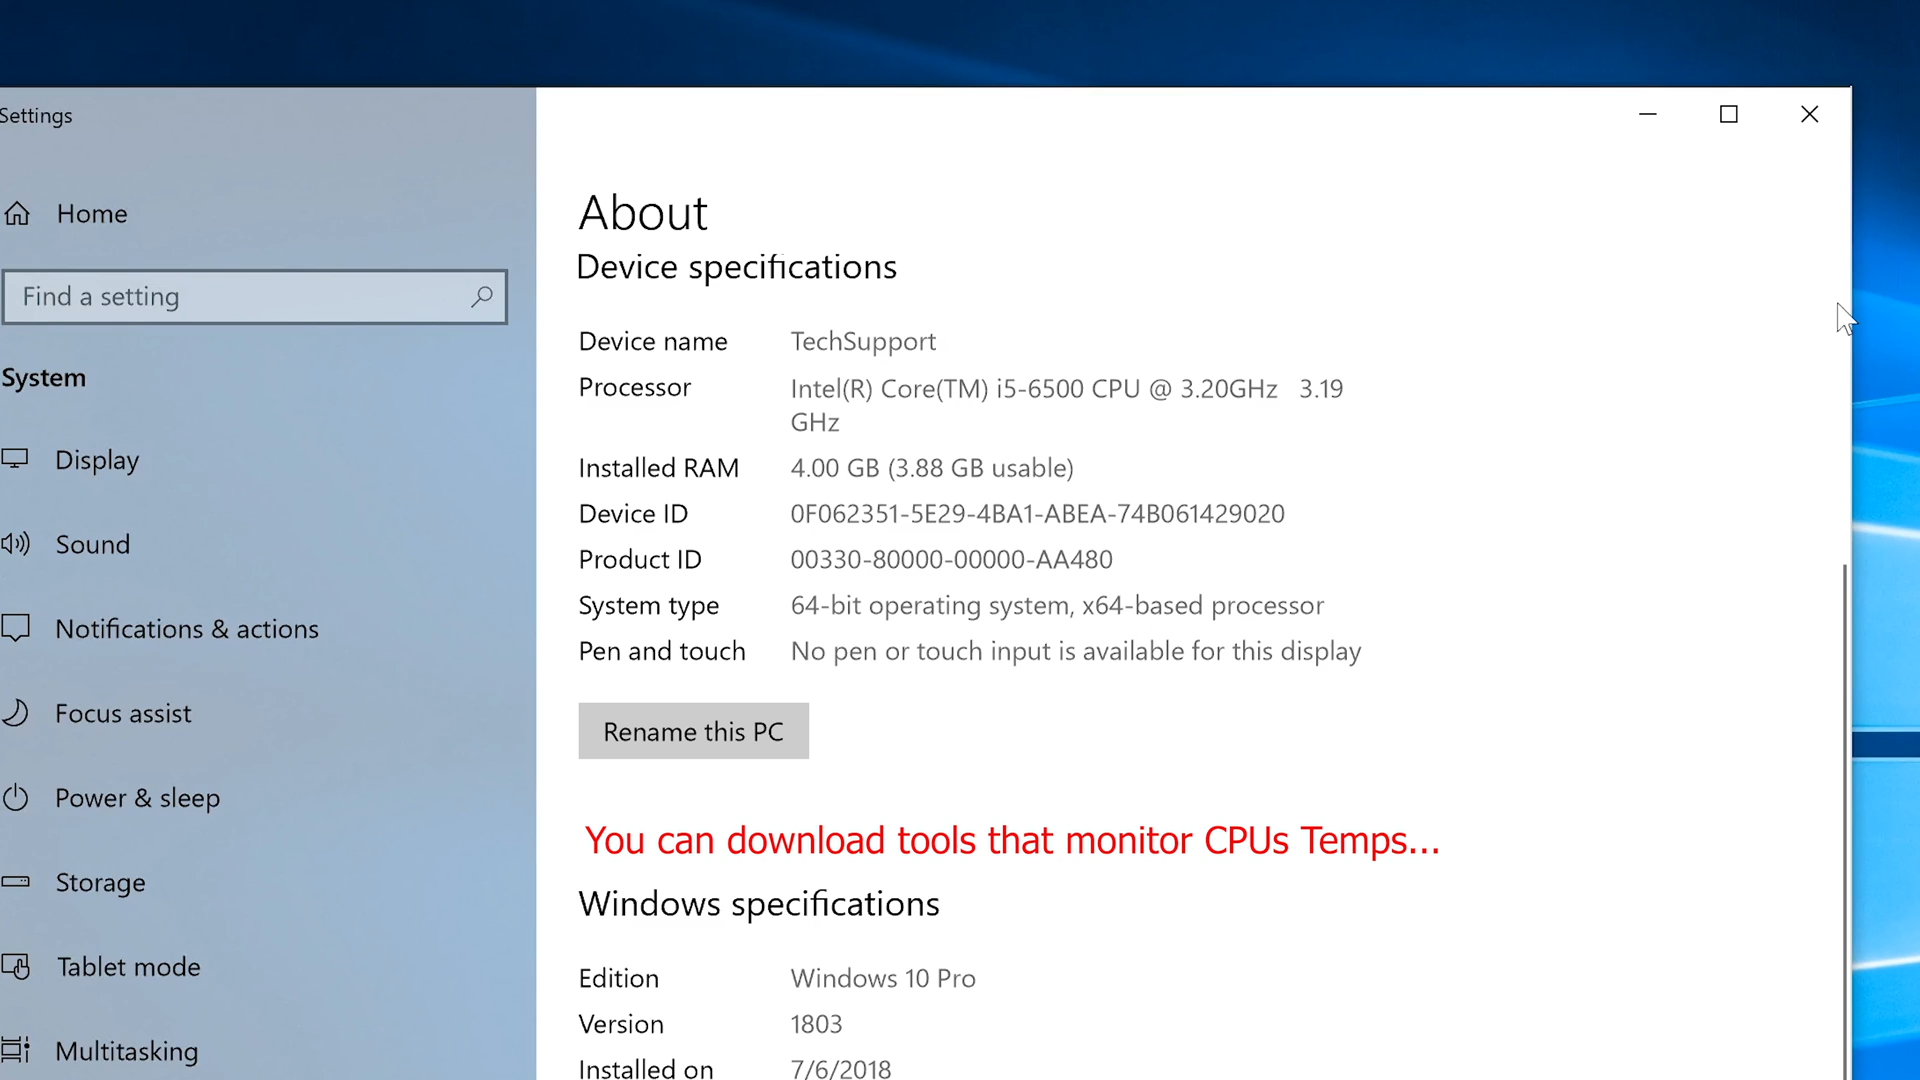 Settings
Home
Find a setting
System
Display
Sound
Notifications & actions
Focus assist
Power & sleep
Storage
Tablet mode
Multitasking
About
Device specifications
Device name TechSupport
Processor Intel(R) Core(TM) i5-6500 CPU @ 3.20GHz 3.19
GHz
Installed RAM 4.00 GB (3.88 GB usable)
Device ID 0F062351-5E29-4BA1-ABEA-74B061429020
Product ID 00330-80000-00000-AA480
System type 64-bit operating system, x64-based processor
Pen and touch No pen or touch input is available for this display
Rename this PC
You can download tools that monitor CPUs Temps...
Windows specifications
Edition Windows 10 Pro
Version 1803
Installed on 7/6/2018